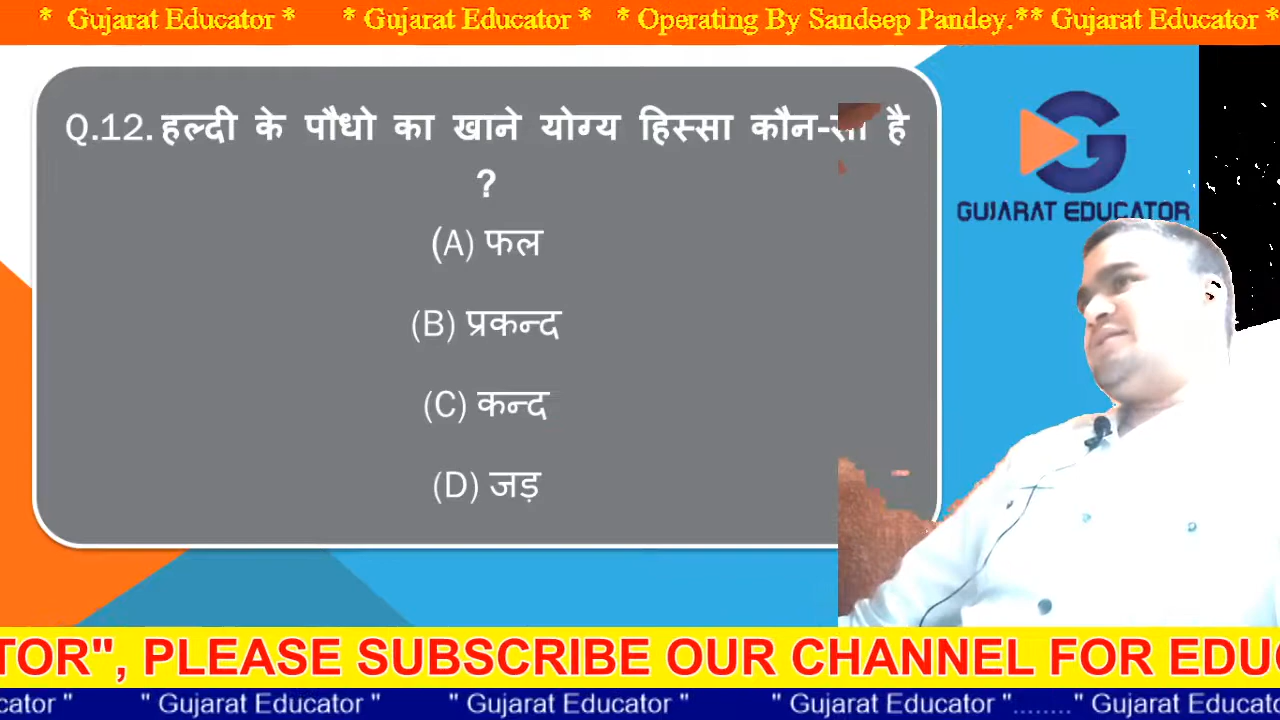 * Gujarat Educator * * Gujarat Educator * * Operating By Sandeep Pandey.** Gujarat Educator *
Q.12. हल्दी के पौधो का खाने योग्य हिस्सा कौन-सा है
?
(A) फल
(B) प्रकन्द
(C) कन्द
(D) जड़
GUJARAT EDUCATOR
TOR", PLEASE SUBSCRIBE OUR CHANNEL FOR EDU
cator " " Gujarat Educator " " Gujarat Educator " " Gujarat Educator "........" Gujarat Educ